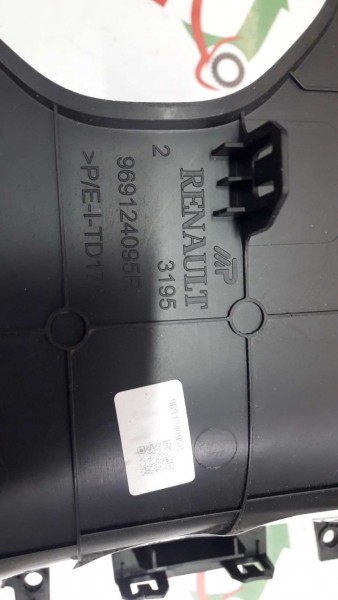 MP
RENAULT
3195
2
969124095R
>P/E-I-TD17